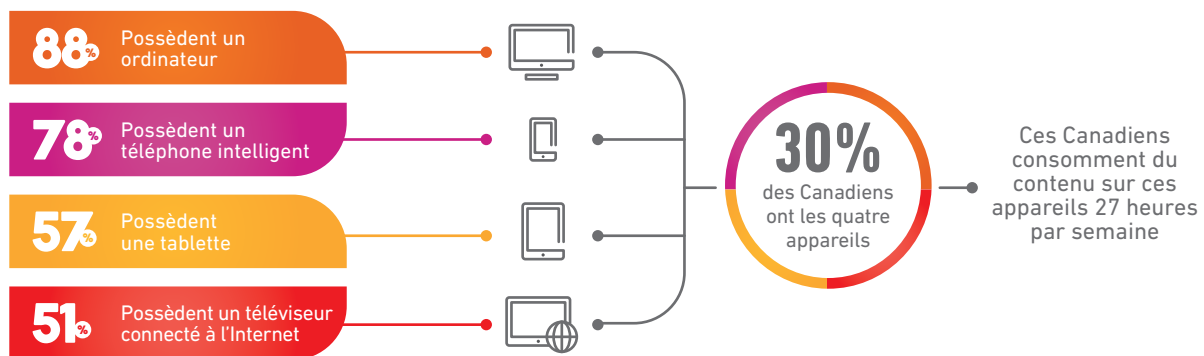 88%
Possèdent un
ordinateur
78%
Possèdent un
téléphone intelligent
57%
Possèdent
une tablette
51%
Possèdent un téléviseur
connecté à l'Internet
30%
des Canadiens
ont les quatre
appareils
Ces Canadiens
consomment du
contenu sur ces
appareils 27 heures
par semaine